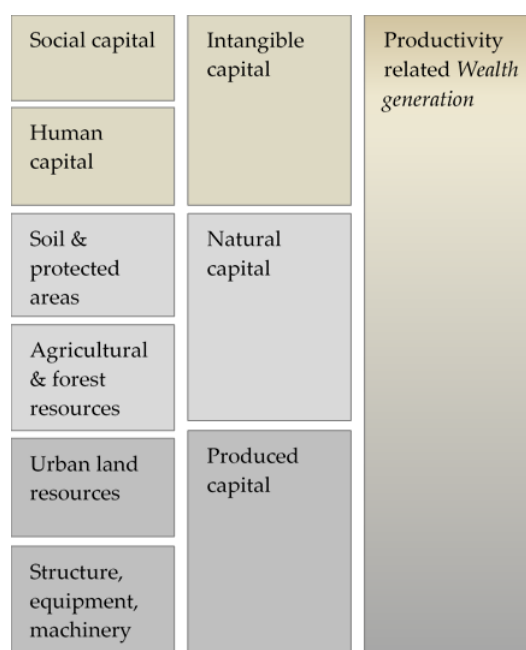 Social capital
Human
capital
Soil &
protected
areas
Agricultural
& forest
resources
Urban land
resources
Structure,
equipment,
machinery
Intangible
capital
Natural
capital
Produced
capital
Productivity
related Wealth
generation